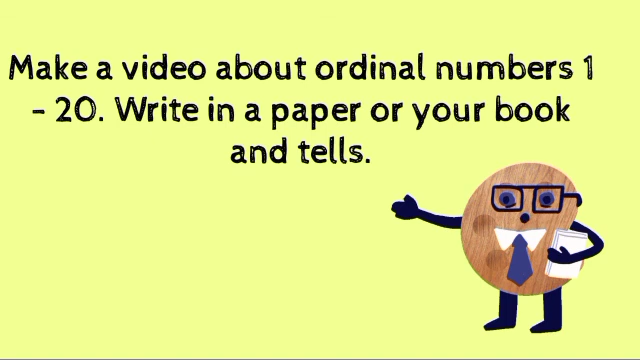 Make a video about ordinal numbers 1
- 20. Write in a paper or your book
and tells.